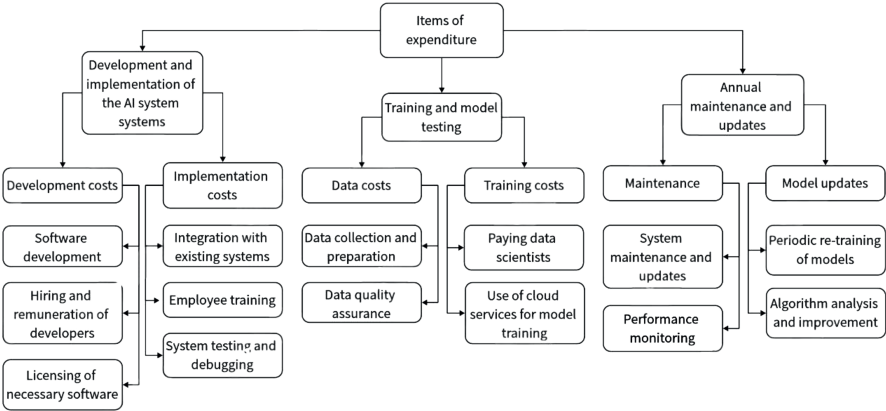 Items of
expenditure
Development and
implementation of
the AI system
systems
Training and model
testing
Annual
maintenance and
updates
Development costs
Implementation
costs
Data costs
Training costs
Maintenance
Model updates
Software
development
Integration with
existing systems
Data collection and
preparation
Paying data
scientists
System
maintenance and
updates
Periodic re-training
of models
Hiring and
remuneration of
developers
Employee training
Data quality
assurance
Use of cloud
services for model
training
Performance
monitoring
Algorithm analysis
and improvement
System testing and
debugging
Licensing of
necessary software